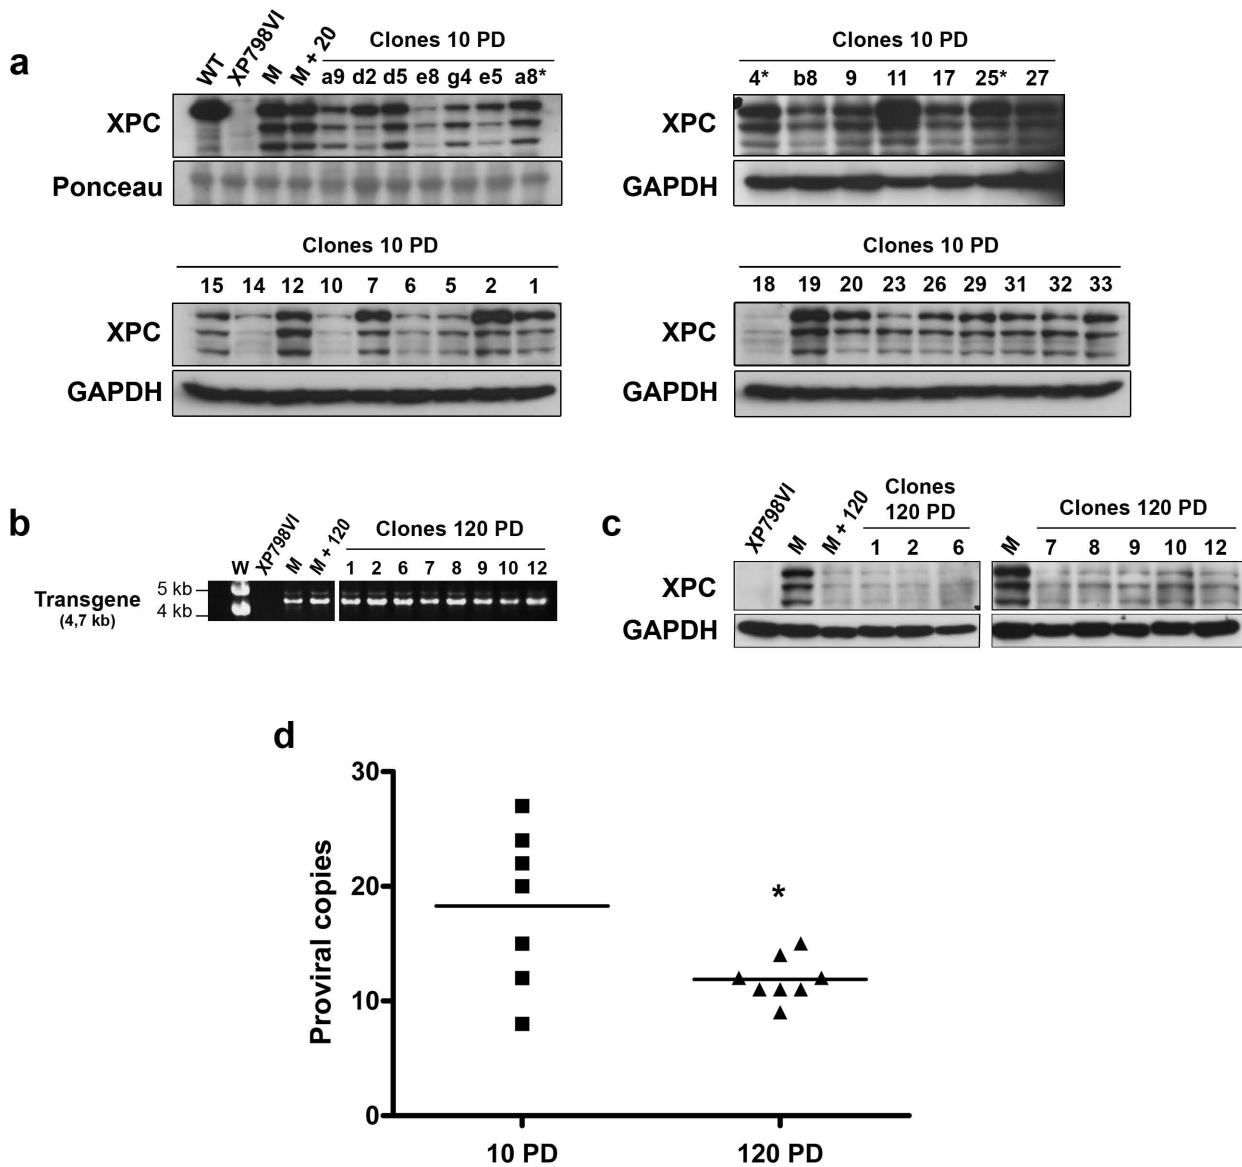 a
WT XP798VI M M + 20 Clones 10 PD
a9 d2 d5 e8 g4 e5 a8*
XPC
Ponceau
Clones 10 PD
4* b8 9 11 17 25* 27
XPC
GAPDH
Clones 10 PD
15 14 12 10 7 6 5 2 1
XPC
GAPDH
Clones 10 PD
18 19 20 23 26 29 31 32 33
XPC
GAPDH
b
W XP798VI M M + 120 Clones 120 PD
1 2 6 7 8 9 10 12
Transgene
(4,7 kb)
5 kb
4 kb
c
XP798VI M M + 120 Clones
120 PD
1 2 6
M Clones 120 PD
7 8 9 10 12
XPC
GAPDH
d
Proviral copies
30
20
10
0
*
10 PD 120 PD